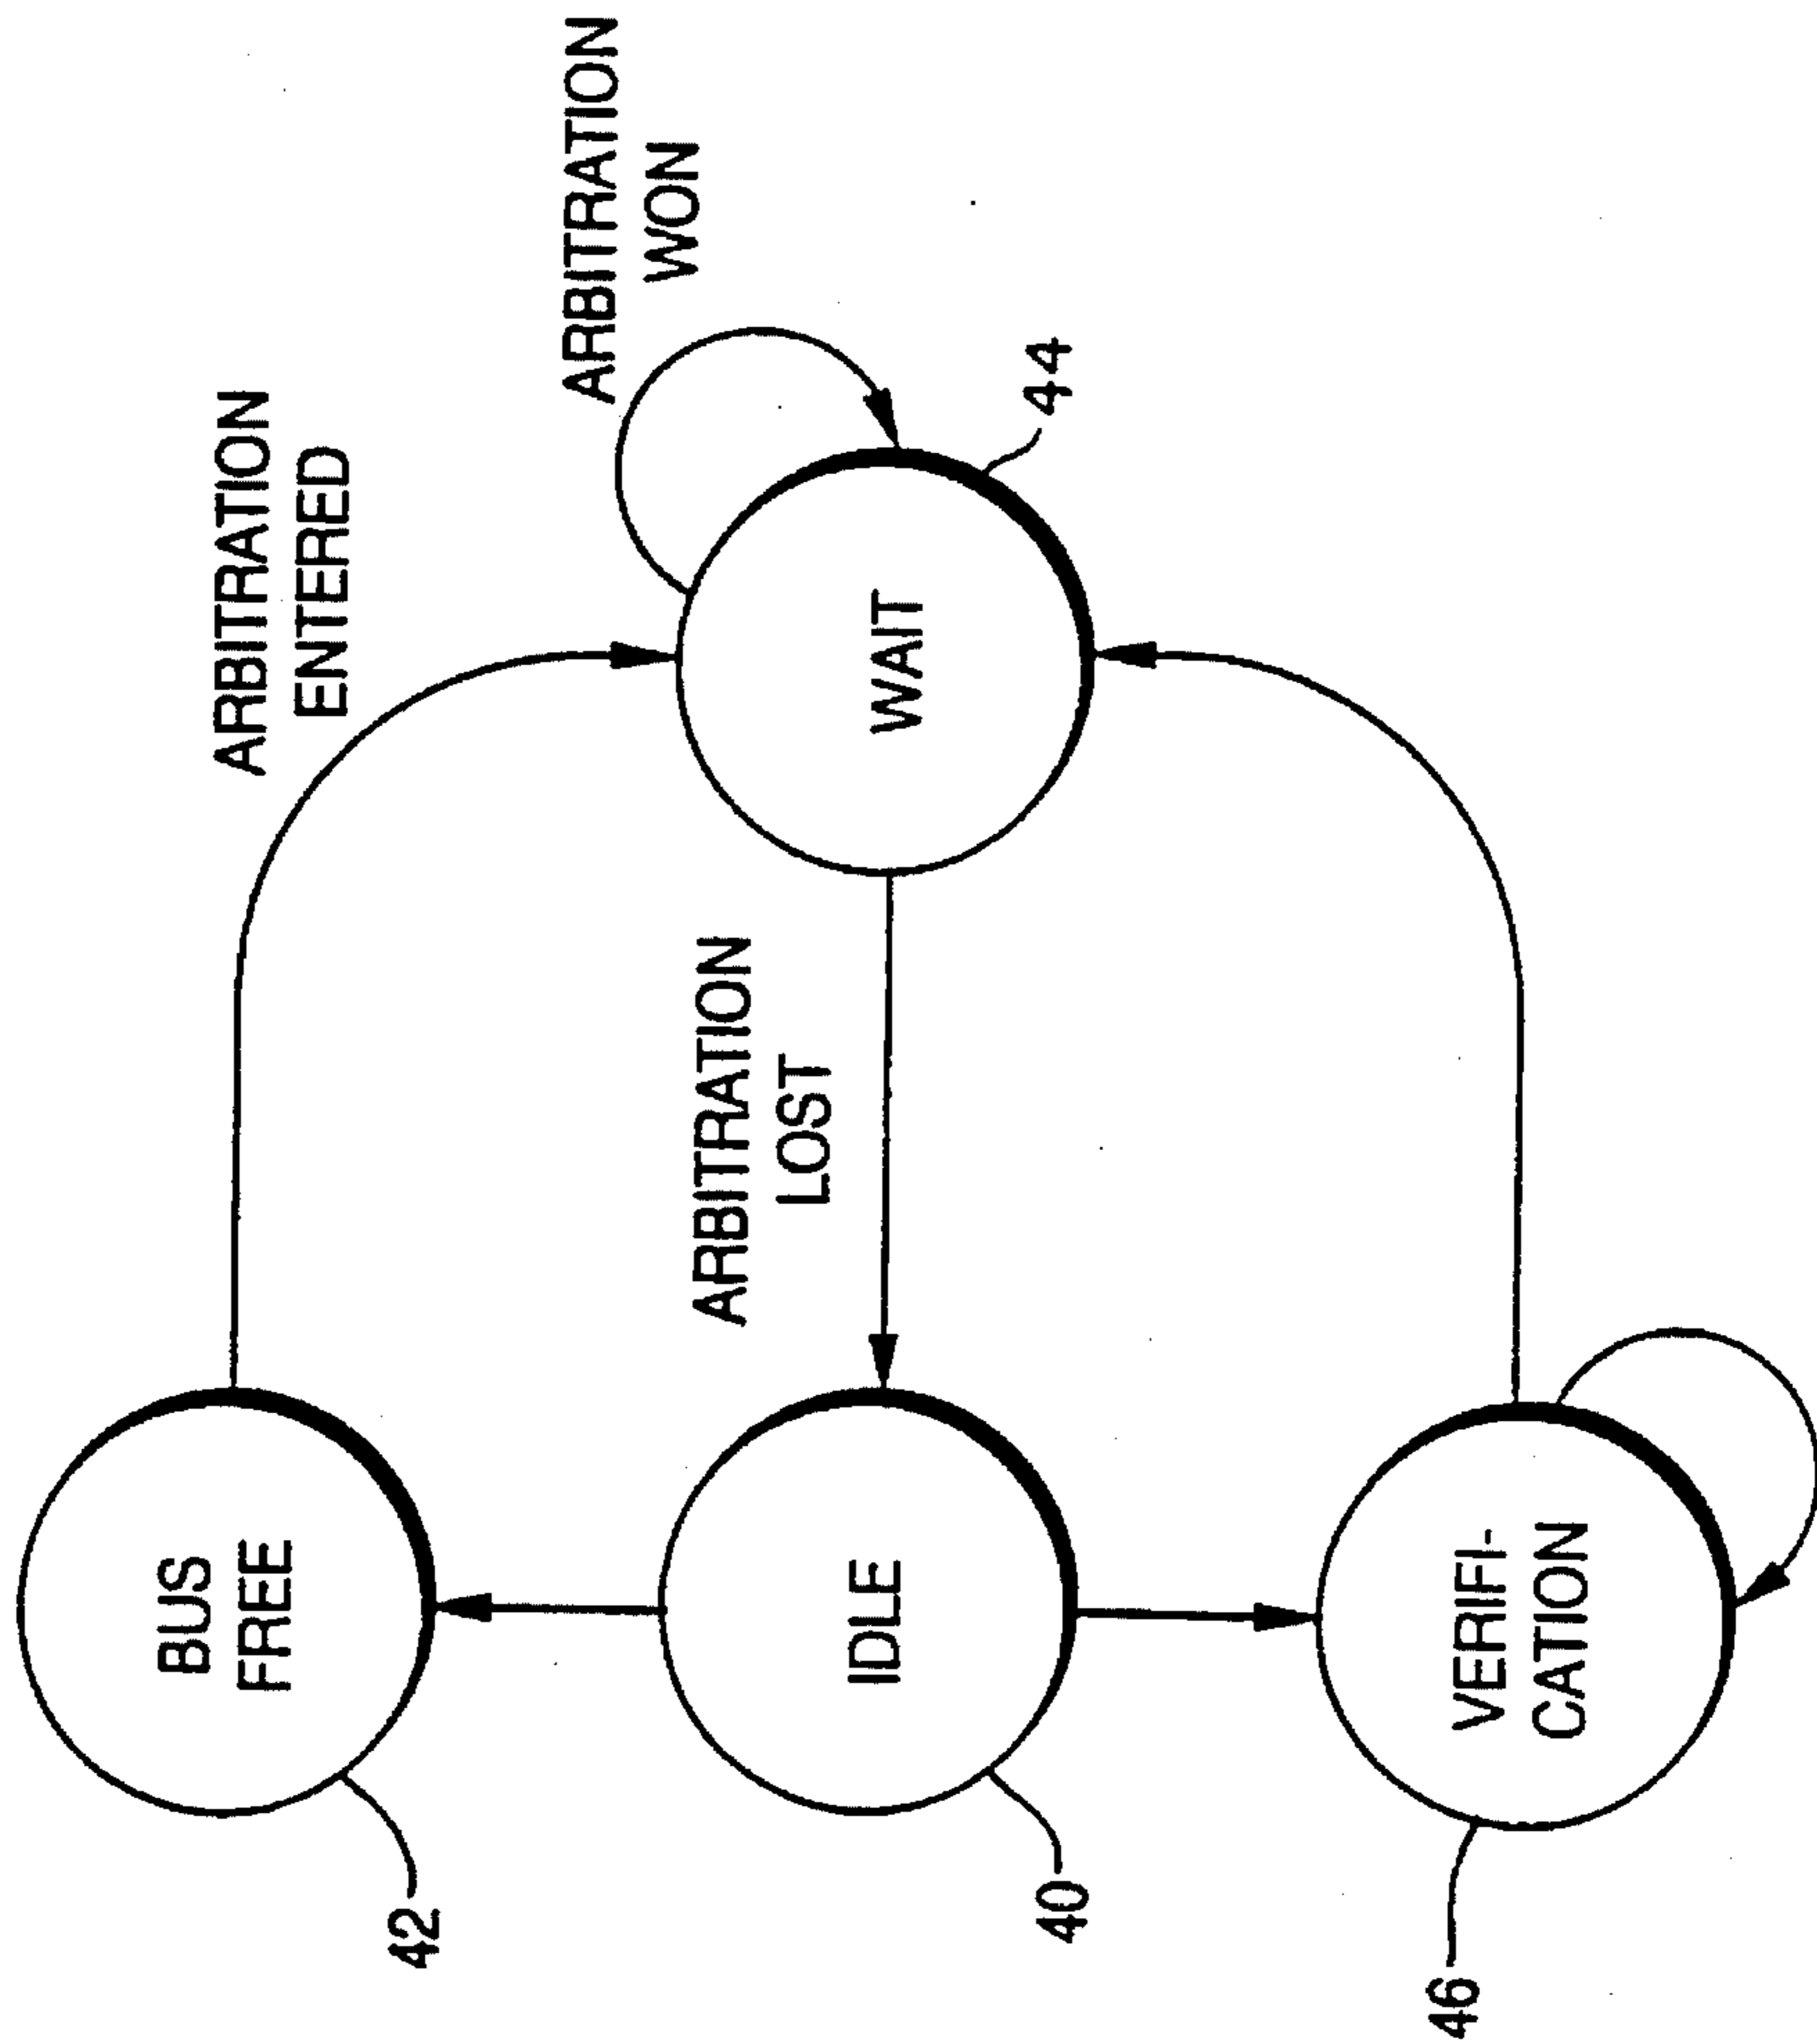 BUS
FREE
42
ARBITRATION
ENTERED
ARBITRATION
WON
ARBITRATION
LOST
IDLE
40
WAIT
44
VERIFI-
CATION
46